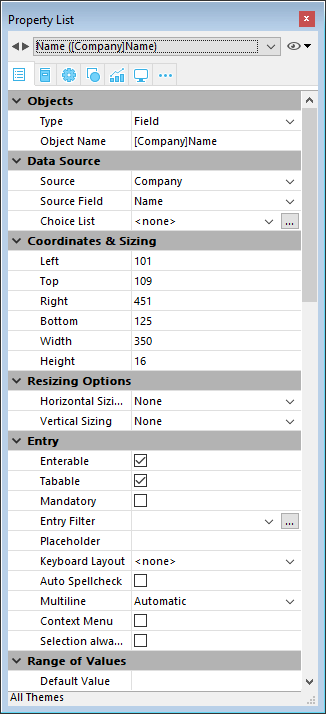 Property List
Name ([Company]Name)
Objects
Type Field
Object Name [Company]Name
Data Source
Source Company
Source Field Name
Choice List <none>
Coordinates & Sizing
Left 101
Top 109
Right 451
Bottom 125
Width 350
Height 16
Resizing Options
Horizontal Sizi... None
Vertical Sizing None
Entry
Enterable
Tabable
Mandatory
Entry Filter ...
Placeholder
Keyboard Layout <none>
Auto Spellcheck
Multiline Automatic
Context Menu
Selection alwa...
Range of Values
Default Value
All Themes